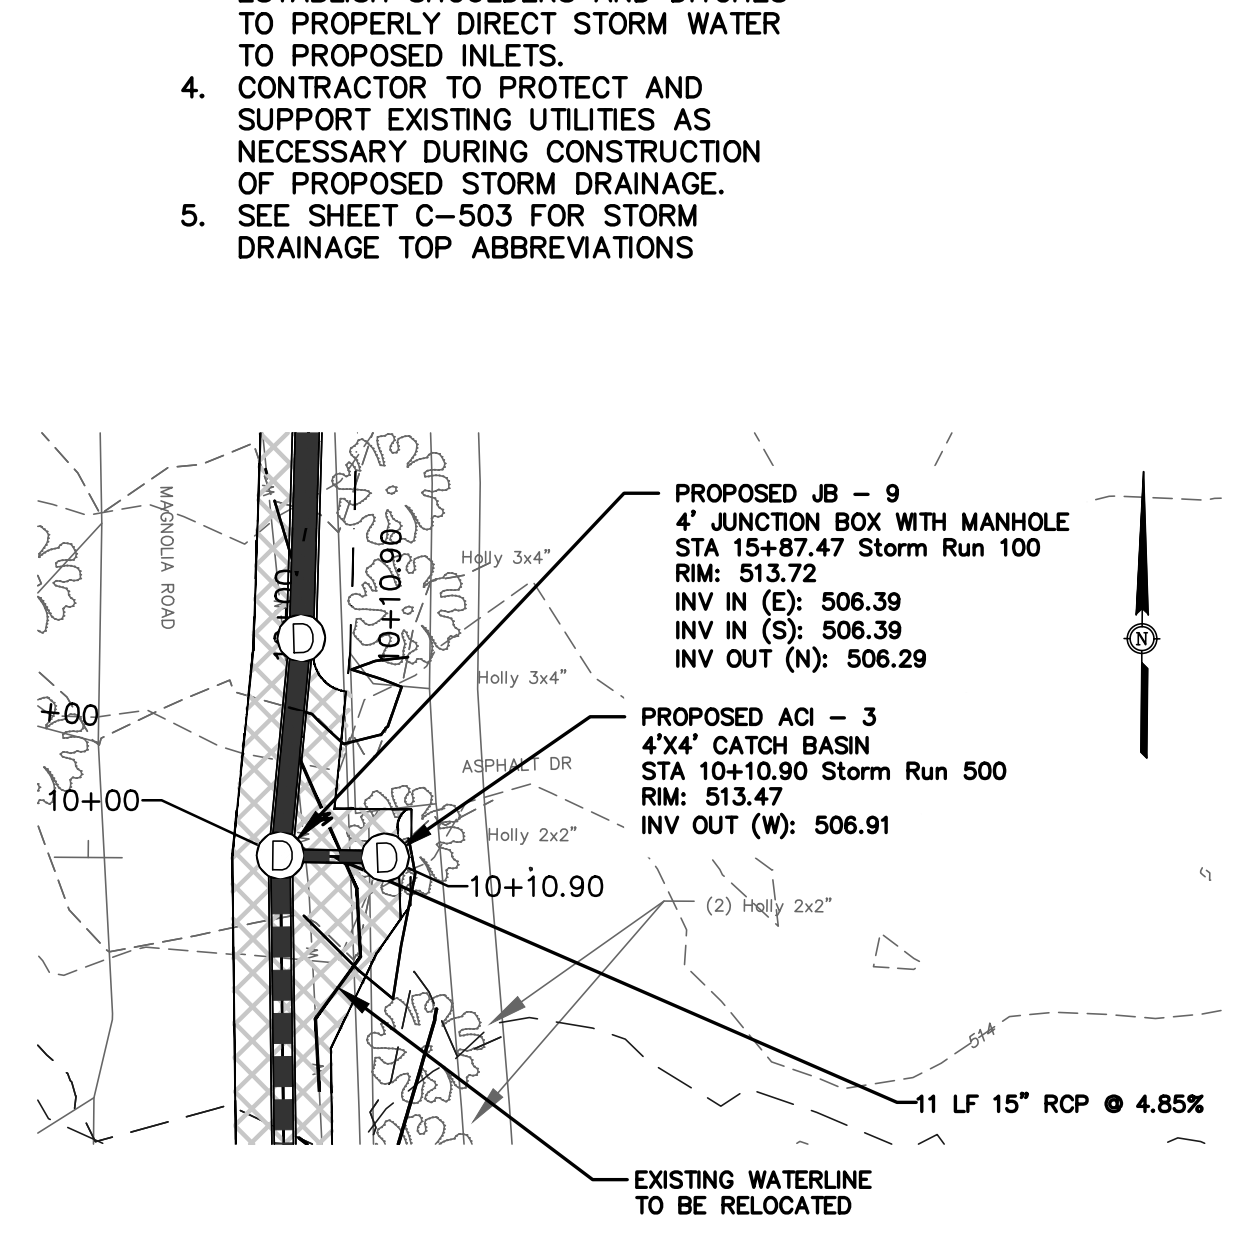 ESTABLISH SHOULDERS AND DITCHES
TO PROPERLY DIRECT STORM WATER
TO PROPOSED INLETS.
4. CONTRACTOR TO PROTECT AND
SUPPORT EXISTING UTILITIES AS
NECESSARY DURING CONSTRUCTION
OF PROPOSED STORM DRAINAGE.
5. SEE SHEET C-503 FOR STORM
DRAINAGE TOP ABBREVIATIONS
MAGNOLIA ROAD
10+10.90
Holly 3x4"
PROPOSED JB - 9
4' JUNCTION BOX WITH MANHOLE
STA 15+87.47 Storm Run 100
RIM: 513.72
INV IN (E): 506.39
INV IN (S): 506.39
INV OUT (N): 506.29
N
D
Holly 3x4"
+00
PROPOSED ACI - 3
4'X4' CATCH BASIN
STA 10+10.90 Storm Run 500
RIM: 513.47
INV OUT (W): 506.91
ASPHALT DR
10+00
Holly 2x2"
D
D
10+10.90
(2) Holly 2x2"
514
11 LF 15" RCP @ 4.85%
EXISTING WATERLINE
TO BE RELOCATED